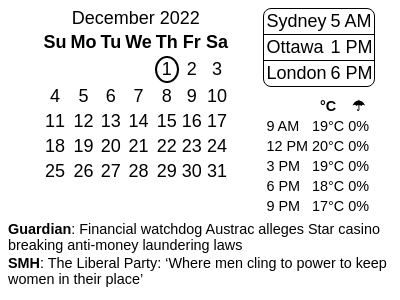 December 2022
Su Mo Tu We Th Fr Sa
1 2 3
4 5 6 7 8 9 10
11 12 13 14 15 16 17
18 19 20 21 22 23 24
25 26 27 28 29 30 31
Sydney 5 AM
Ottawa 1 PM
London 6 PM
°C ☂
9 AM 19°C 0%
12 PM 20°C 0%
3 PM 19°C 0%
6 PM 18°C 0%
9 PM 17°C 0%
Guardian: Financial watchdog Austrac alleges Star casino
breaking anti-money laundering laws
SMH: The Liberal Party: ‘Where men cling to power to keep
women in their place’